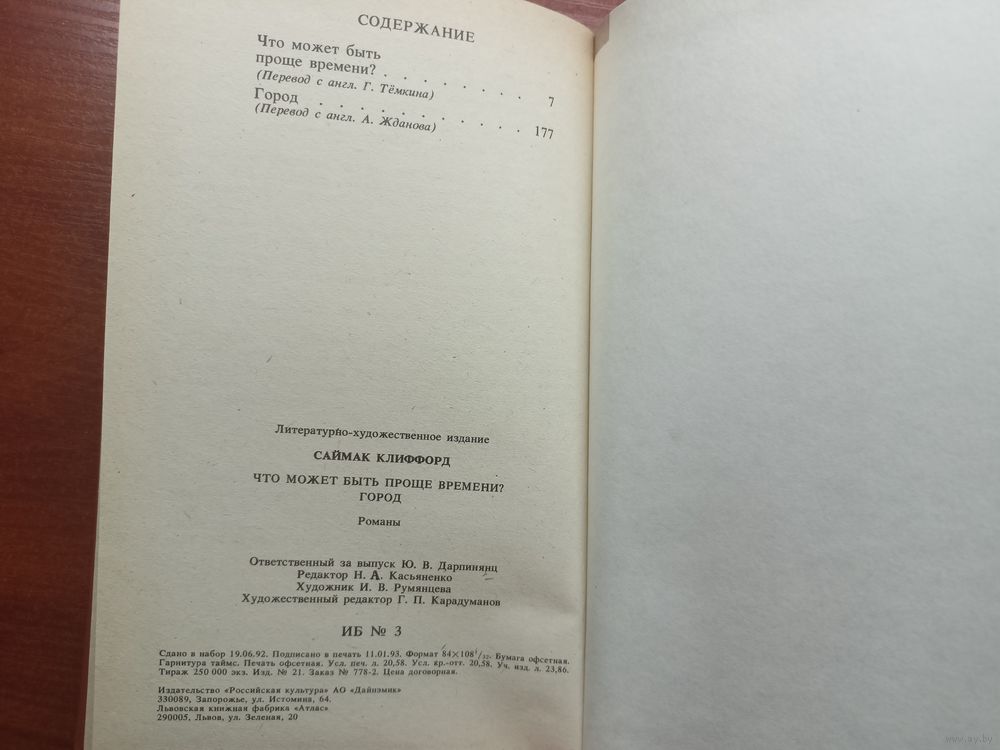 СОДЕРЖАНИЕ
Что может быть
проще времени? . . . . . . . . 7
(Перевод с англ. Г. Тёмкина)
Город . . . . . . . . . . . 177
(Перевод с англ. А. Жданова)
Литературно-художественное издание
САЙМАК КЛИФФОРД
ЧТО МОЖЕТ БЫТЬ ПРОЩЕ ВРЕМЕНИ?
ГОРОД
Романы
Ответственный за выпуск Ю. В. Дарпинянц
Редактор Н. А. Касьяненко
Художник И. В. Румянцева
Художественный редактор Г. П. Карадуманов
ИБ № 3
Сдано в набор 19.06.92. Подписано в печать 11.01.93. Формат 84×108¹/₃₂. Бумага офсетная.
Гарнитура таймс. Печать офсетная. Усл. печ. л. 20,58. Усл. кр.-отт. 20,58. Уч. изд. л. 23,86.
Тираж 250 000 экз. Изд. № 21. Заказ № 778-2. Цена договорная.
Издательство «Российская культура» АО «Дайнэмик»
330089, Запорожье, ул. Истомина, 64.
Львовская книжная фабрика «Атлас»
290005, Львов, ул. Зеленая, 20
www.ay.by